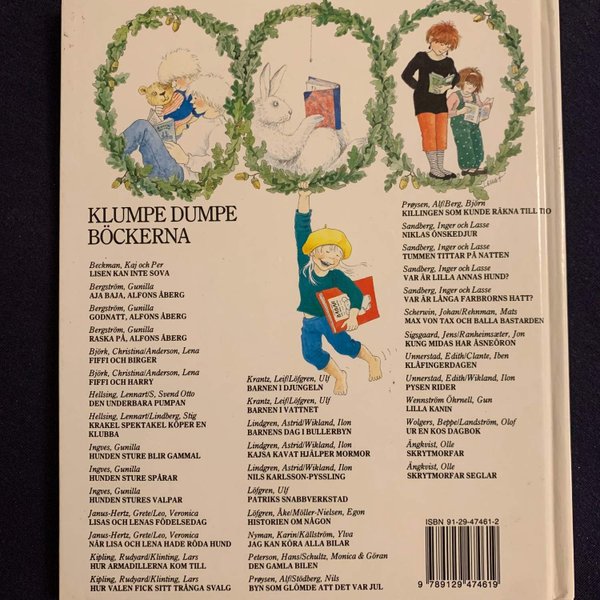 KLUMPE DUMPE
BÖCKERNA
Beckman, Kaj och Per
LISEN KAN INTE SOVA
Bergström, Gunilla
AJA BAJA, ALFONS ÅBERG
Bergström, Gunilla
GODNATT, ALFONS ÅBERG
Bergström, Gunilla
RASKA PÅ, ALFONS ÅBERG
Björk, Christina/Anderson, Lena
FIFFI OCH BIRGER
Björk, Christina/Anderson, Lena
FIFFI OCH HARRY
Hellsing, Lennart/S, Svend Otto
DEN UNDERBARA PUMPAN
Hellsing, Lennart/Lindberg, Stig
KRAKEL SPEKTAKEL KÖPER EN
KLUBBA
Ingves, Gunilla
HUNDEN STURE BLIR GAMMAL
Ingves, Gunilla
HUNDEN STURE SPÅRAR
Ingves, Gunilla
HUNDEN STURES VALPAR
Janus-Hertz, Grete/Leo, Veronica
LISAS OCH LENAS FÖDELSEDAG
Janus-Hertz, Grete/Leo, Veronica
NÄR LISA OCH LENA HADE RÖDA HUND
Kipling, Rudyard/Klinting, Lars
HUR ARMADILLERNA KOM TILL
Kipling, Rudyard/Klinting, Lars
HUR VALEN FICK SITT TRÅNGA SVALG
Krantz, Leif/Löfgren, Ulf
BARNEN I DJUNGELN
Krantz, Leif/Löfgren, Ulf
BARNEN I VATTNET
Lindgren, Astrid/Wikland, Ilon
BARNENS DAG I BULLERBYN
Lindgren, Astrid/Wikland, Ilon
KAJSA KAVAT HJÄLPER MORMOR
Lindgren, Astrid/Wikland, Ilon
NILS KARLSSON-PYSSLING
Löfgren, Ulf
PATRIKS SNABBVERKSTAD
Löfgren, Åke/Möller-Nielsen, Egon
HISTORIEN OM NÅGON
Nyman, Karin/Källström, Ylva
JAG KAN KÖRA ALLA BILAR
Peterson, Hans/Schultz, Monica & Göran
DEN GAMLA BILEN
Prøysen, Alf/Stödberg, Nils
BYN SOM GLÖMDE ATT DET VAR JUL
Prøysen, Alf/Berg, Björn
KILLINGEN SOM KUNDE RÄKNA TILL TIO
Sandberg, Inger och Lasse
NIKLAS ÖNSKEDJUR
Sandberg, Inger och Lasse
TUMMEN TITTAR PÅ NATTEN
Sandberg, Inger och Lasse
VAR ÄR LILLA ANNAS HUND?
Sandberg, Inger och Lasse
VAR ÄR LÅNGA FARBRORNS HATT?
Scherwin, Johan/Rehnman, Mats
MAX VON TAX OCH BALLA BASTARDEN
Sigsgaard, Jens/Ranheimsæter, Jon
KUNG MIDAS HAR ÅSNEÖRON
Unnerstad, Edith/Clante, Iben
KLÅFINGERDAGEN
Unnerstad, Edith/Wikland, Ilon
PYSEN RIDER
Wennström Öhrnell, Gun
LILLA KANIN
Wolgers, Beppe/Landström, Olof
UR EN KOS DAGBOK
Ängkvist, Olle
SKRYTMORFAR
Ängkvist, Olle
SKRYTMORFAR SEGLAR
ISBN 91-29-47461-2
9 789129 474619